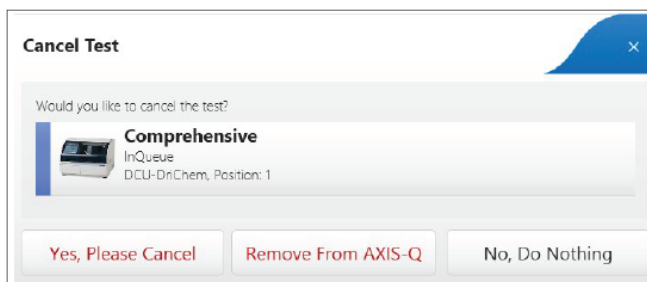 Cancel Test
×
Would you like to cancel the test?
Comprehensive
InQueue
DCU-DriChem, Position: 1
Yes, Please Cancel
Remove From AXIS-Q
No, Do Nothing